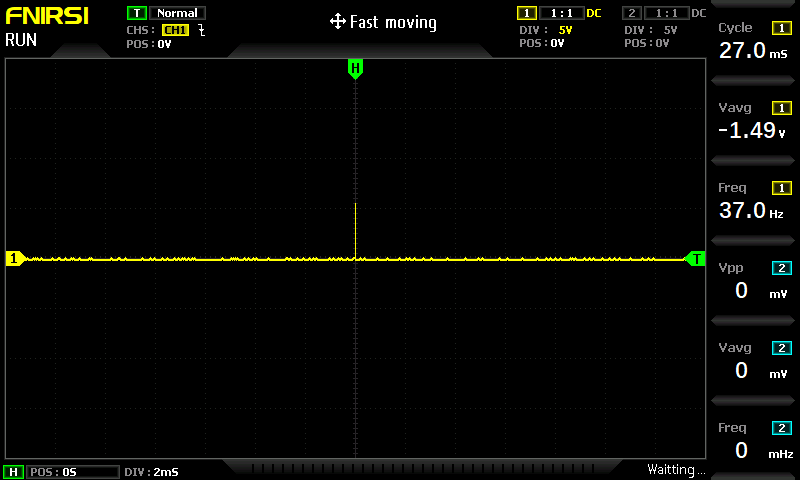 FNIRSI
RUN
T Normal
CHS: CH1
POS: 0V
Fast moving
1 1:1 DC
DIV: 5V
POS: 0V
2 1:1 DC
DIV: 5V
POS: 0V
H
1
T
Cycle 1
27.0 mS
Vavg 1
-1.49 V
Freq 1
37.0 Hz
Vpp 2
0 mV
Vavg 2
0 mV
Freq 2
0 mHz
H POS: 0S DIV: 2mS
Waitting...